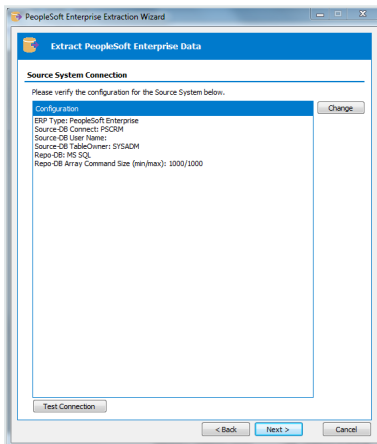 PeopleSoft Enterprise Extraction Wizard
Extract PeopleSoft Enterprise Data
Source System Connection
Please verify the configuration for the Source System below.
Configuration
Change
ERP Type: PeopleSoft Enterprise
Source-DB Connect: PSCRM
Source-DB User Name:
Source-DB TableOwner: SYSADM
Repo-DB: MS SQL
Repo-DB Array Command Size (min/max): 1000/1000
Test Connection
< Back
Next >
Cancel